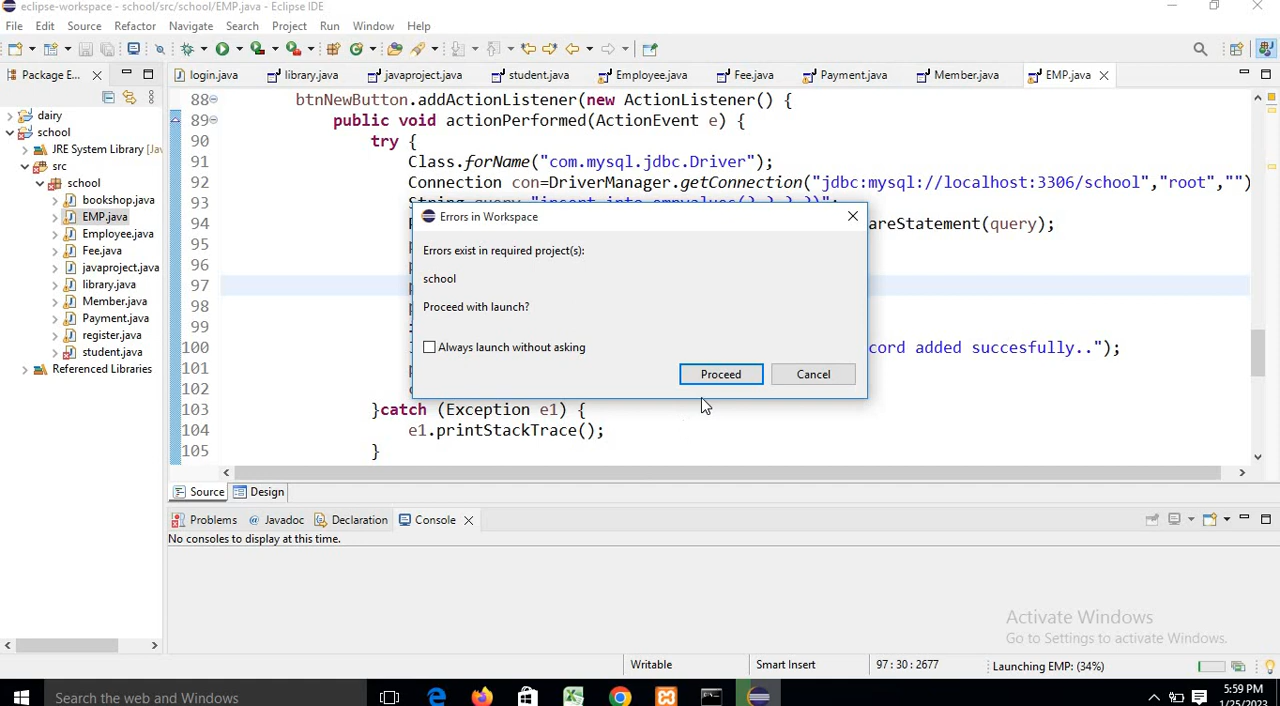 eclipse-workspace - school/src/school/EMP.java - Eclipse IDE
File Edit Source Refactor Navigate Search Project Run Window Help
Package E...
login.java library.java javaproject.java student.java Employee.java Fee.java Payment.java Member.java EMP.java
dairy
school
JRE System Library [Jav
src
school
bookshop.java
EMP.java
Employee.java
Fee.java
javaproject.java
library.java
Member.java
Payment.java
register.java
student.java
Referenced Libraries
88 btnNewButton.addActionListener(new ActionListener() {
89 public void actionPerformed(ActionEvent e) {
90 try {
91 Class.forName("com.mysql.jdbc.Driver");
92 Connection con=DriverManager.getConnection("jdbc:mysql://localhost:3306/school","root","")
93
94 areStatement(query);
95
96
97
98
99
100 cord added succesfully..");
101
102
103 }catch (Exception e1) {
104 e1.printStackTrace();
105 }
Errors in Workspace
Errors exist in required project(s):
school
Proceed with launch?
Always launch without asking
Proceed Cancel
Source Design
Problems @ Javadoc Declaration Console
No consoles to display at this time.
Activate Windows
Go to Settings to activate Windows.
Writable Smart Insert 97 : 30 : 2677 Launching EMP: (34%)
Search the web and Windows
5:59 PM
1/25/2023